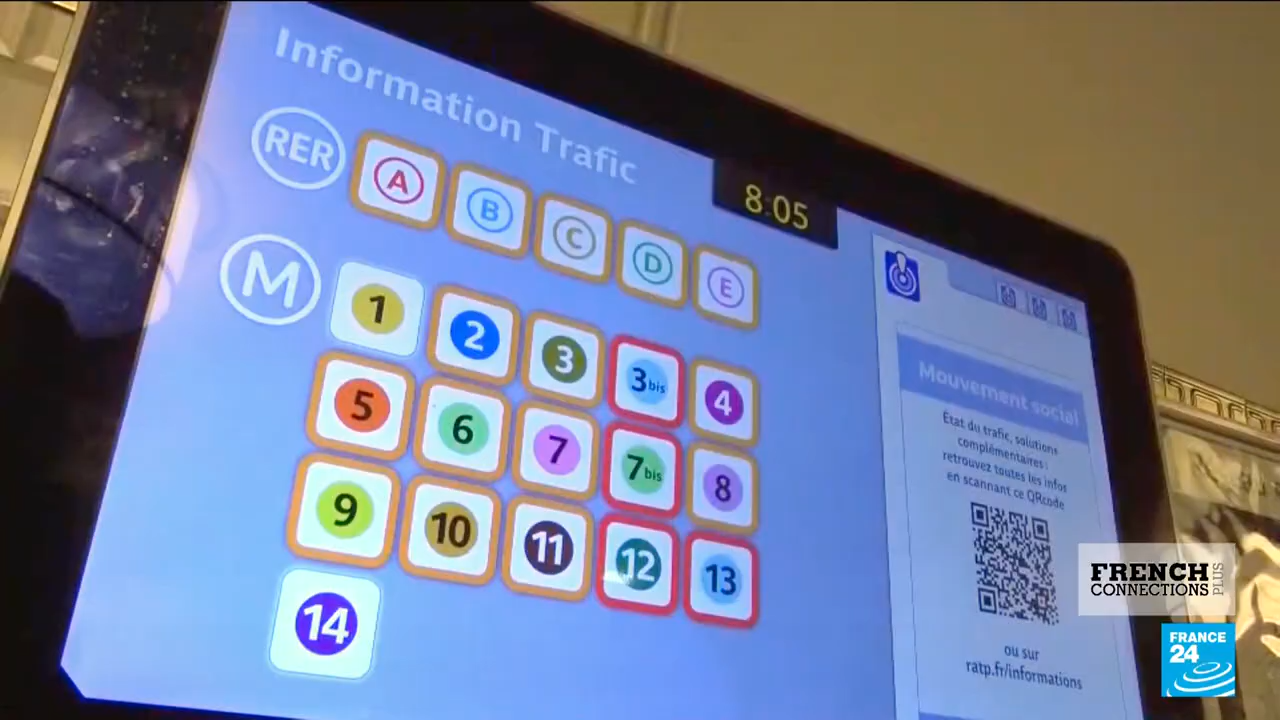 Information Trafic
RER A B C D E
8:05
M 1 2 3 3bis 4
5 6 7 7bis 8
9 10 11 12 13
14
Mouvement social
État du trafic, solutions
complémentaires :
retrouvez toutes les infos
en scannant ce QRcode
ou sur
ratp.fr/informations
FRENCH
CONNECTIONS PLUS
FRANCE
24